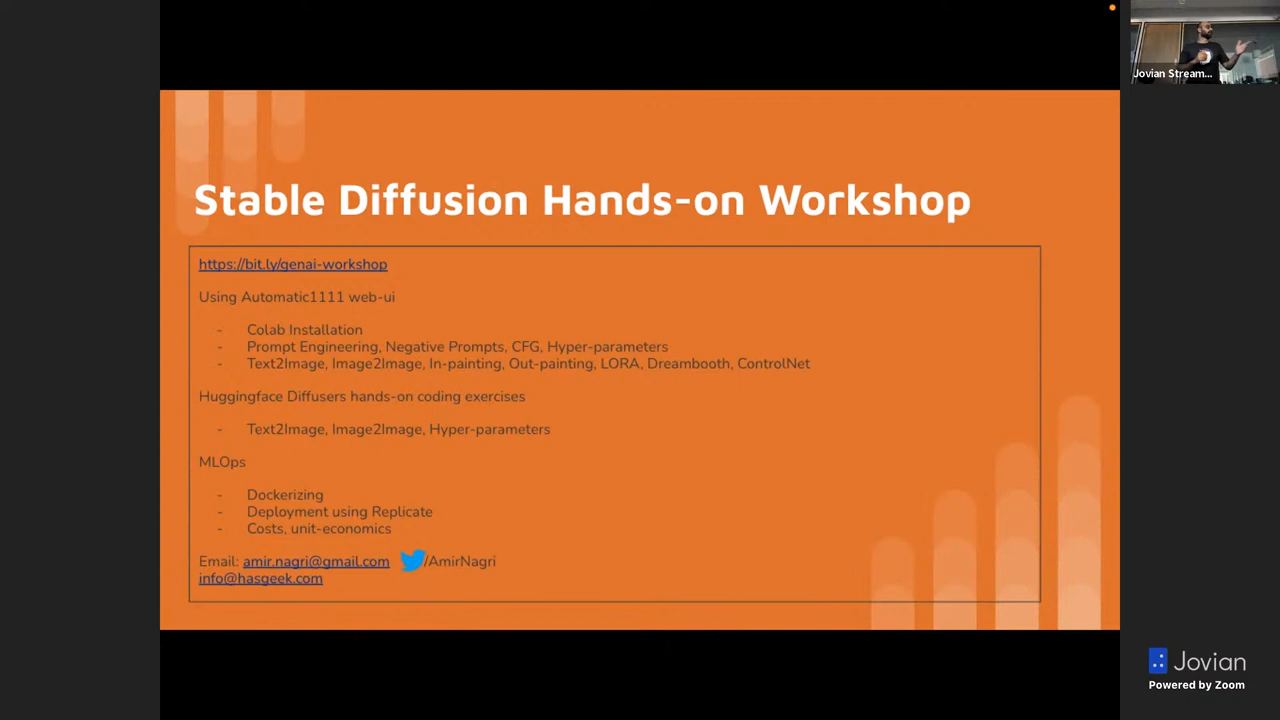 Jovian Stream...
Stable Diffusion Hands-on Workshop
https://bit.ly/genai-workshop
Using Automatic1111 web-ui
- Colab Installation
- Prompt Engineering, Negative Prompts, CFG, Hyper-parameters
- Text2Image, Image2Image, In-painting, Out-painting, LORA, Dreambooth, ControlNet
Huggingface Diffusers hands-on coding exercises
- Text2Image, Image2Image, Hyper-parameters
MLOps
- Dockerizing
- Deployment using Replicate
- Costs, unit-economics
Email: amir.nagri@gmail.com /AmirNagri
info@hasgeek.com
Jovian
Powered by Zoom